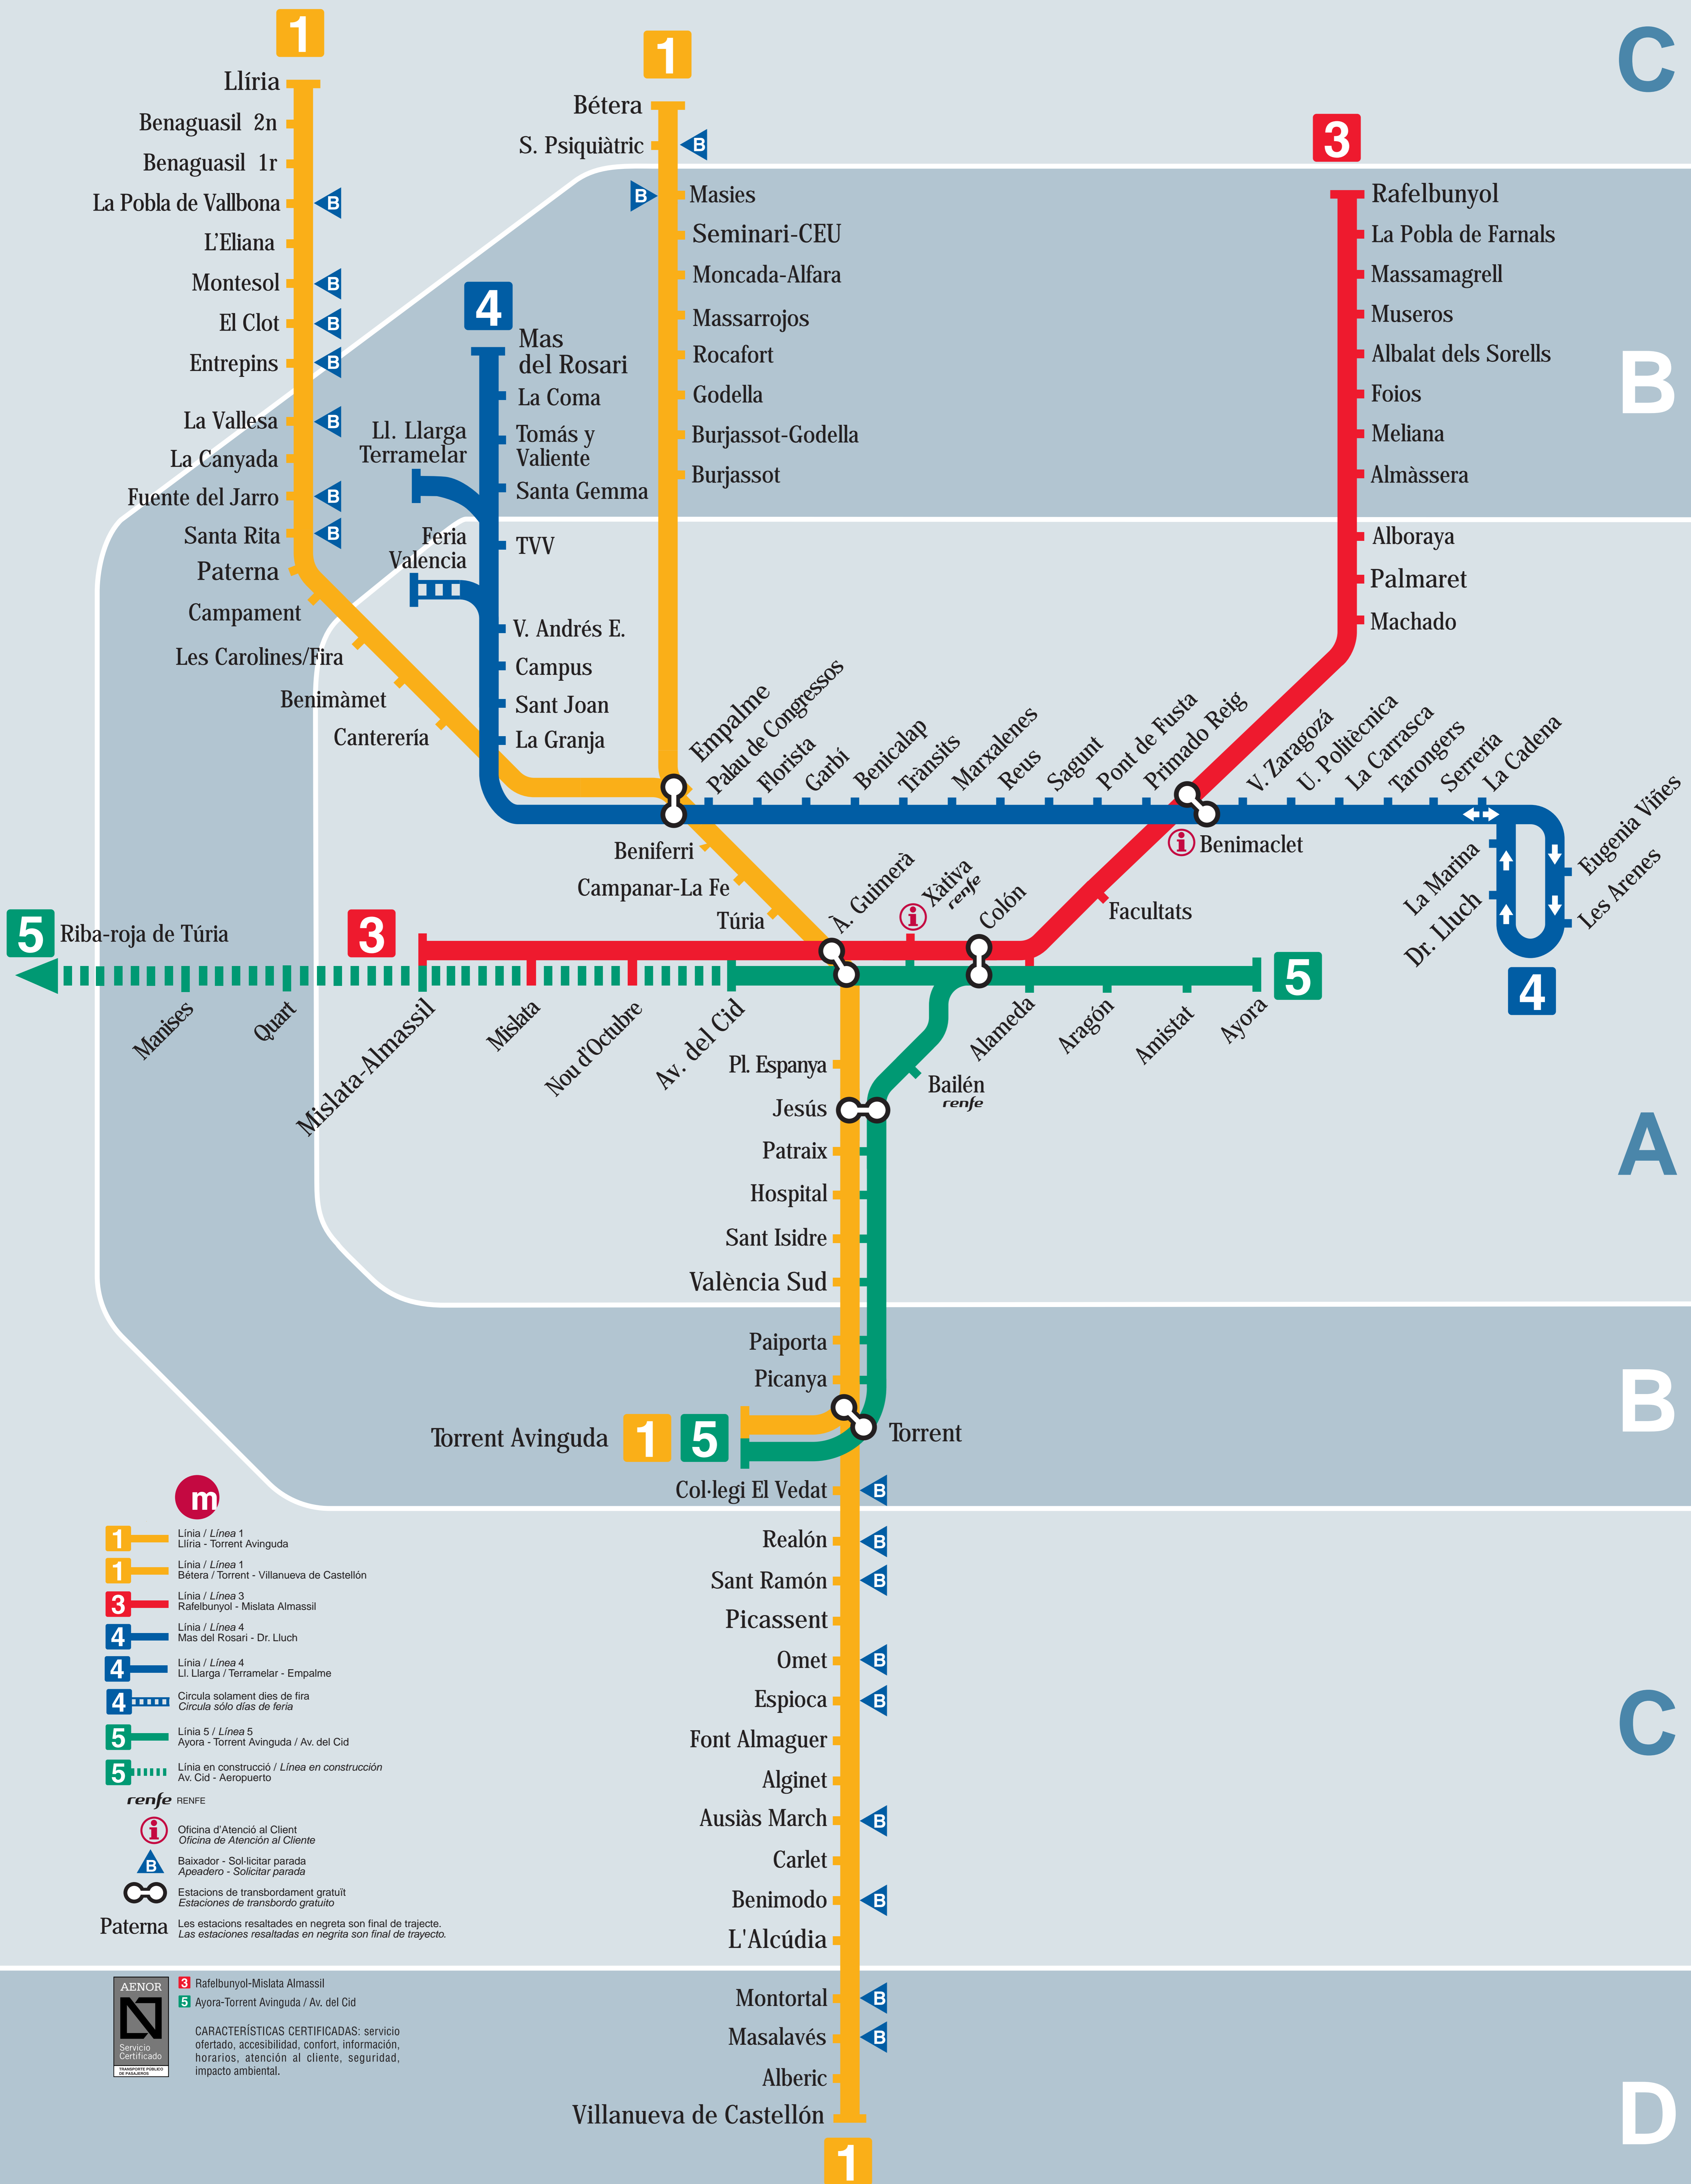 C
1
Llíria
Benaguasil 2n
Benaguasil 1r
La Pobla de Vallbona
B
L'Eliana
Montesol
B
El Clot
B
Entrepins
B
La Vallesa
B
La Canyada
Fuente del Jarro
B
Santa Rita
B
Paterna
Campament
Les Carolines/Fira
Benimàmet
Canterería
1
Bétera
S. Psiquiàtric
B
B
Masies
Seminari-CEU
Moncada-Alfara
Massarrojos
Rocafort
Godella
Burjassot-Godella
Burjassot
4
Mas
del Rosari
La Coma
Tomás y
Valiente
Santa Gemma
Ll. Llarga
Terramelar
TVV
Feria
Valencia
V. Andrés E.
Campus
Sant Joan
La Granja
3
Rafelbunyol
La Pobla de Farnals
Massamagrell
Museros
Albalat dels Sorells
Foios
Meliana
Almàssera
Alboraya
Palmaret
Machado
B
Empalme
Palau de Congressos
Florista
Garbí
Benicalap
Trànsits
Marxalenes
Reus
Sagunt
Pont de Fusta
Primado Reig
V. Zaragozá
U. Politècnica
La Carrasca
Tarongers
Serrería
La Cadena
Eugenia Viñes
Les Arenes
La Marina
Dr. Lluch
4
i Benimaclet
Facultats
Beniferri
Campanar-La Fe
Túria
À. Guimerà
i Xàtiva
renfe
Colón
5
Riba-roja de Túria
3
5
Manises
Quart
Mislata-Almassil
Mislata
Nou d'Octubre
Av. del Cid
Alameda
Aragón
Amistat
Ayora
Pl. Espanya
Bailén
renfe
Jesús
Patraix
Hospital
Sant Isidre
València Sud
A
Paiporta
Picanya
B
Torrent Avinguda
1
5
Torrent
Col·legi El Vedat
B
Realón
B
Sant Ramón
B
Picassent
Omet
B
Espioca
B
Font Almaguer
Alginet
Ausiàs March
B
Carlet
Benimodo
B
L'Alcúdia
C
Montortal
B
Masalavés
B
Alberic
Villanueva de Castellón
1
D
m
1
Línia / Línea 1
Llíria - Torrent Avinguda
1
Línia / Línea 1
Bétera / Torrent - Villanueva de Castellón
3
Línia / Línea 3
Rafelbunyol - Mislata Almassil
4
Línia / Línea 4
Mas del Rosari - Dr. Lluch
4
Línia / Línea 4
Ll. Llarga / Terramelar - Empalme
4
Circula solament dies de fira
Circula sólo días de feria
5
Línia 5 / Línea 5
Ayora - Torrent Avinguda / Av. del Cid
5
Línia en construcció / Línea en construcción
Av. Cid - Aeropuerto
renfe RENFE
i
Oficina d'Atenció al Client
Oficina de Atención al Cliente
B
Baixador - Sol·licitar parada
Apeadero - Solicitar parada
Estacions de transbordament gratuït
Estaciones de transbordo gratuito
Paterna
Les estacions resaltades en negreta son final de trajecte.
Las estaciones resaltadas en negrita son final de trayecto.
AENOR
N
Servicio
Certificado
TRANSPORTE PÚBLICO
DE PASAJEROS
3 Rafelbunyol-Mislata Almassil
5 Ayora-Torrent Avinguda / Av. del Cid
CARACTERÍSTICAS CERTIFICADAS: servicio
ofertado, accesibilidad, confort, información,
horarios, atención al cliente, seguridad,
impacto ambiental.